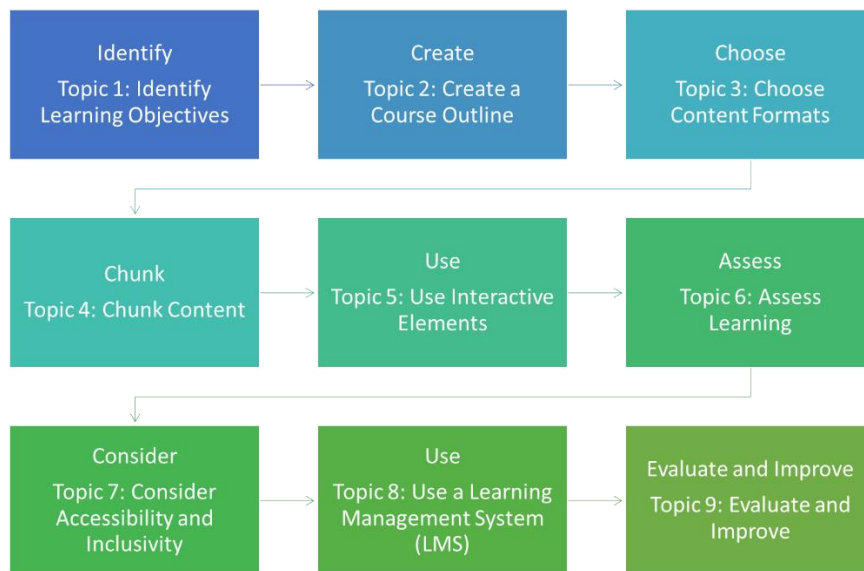 Identify
Topic 1: Identify
Learning Objectives
Create
Topic 2: Create a
Course Outline
Choose
Topic 3: Choose
Content Formats
Chunk
Topic 4: Chunk Content
Use
Topic 5: Use Interactive
Elements
Assess
Topic 6: Assess
Learning
Consider
Topic 7: Consider
Accessibility and
Inclusivity
Use
Topic 8: Use a Learning
Management System
(LMS)
Evaluate and Improve
Topic 9: Evaluate and
Improve